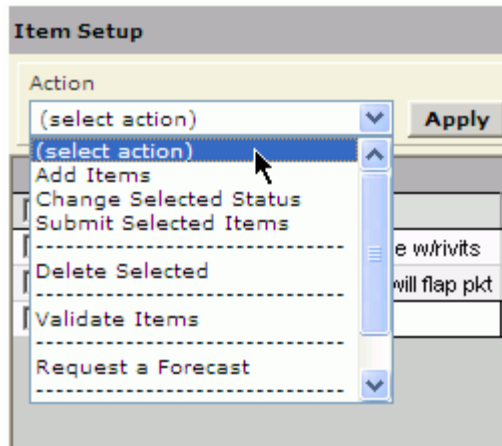 Item Setup
Action
(select action)
Apply
(select action)
Add Items
Change Selected Status
Submit Selected Items
--------------------------
Delete Selected
--------------------------
Validate Items
--------------------------
Request a Forecast
--------------------------
w/rivits
will flap pkt